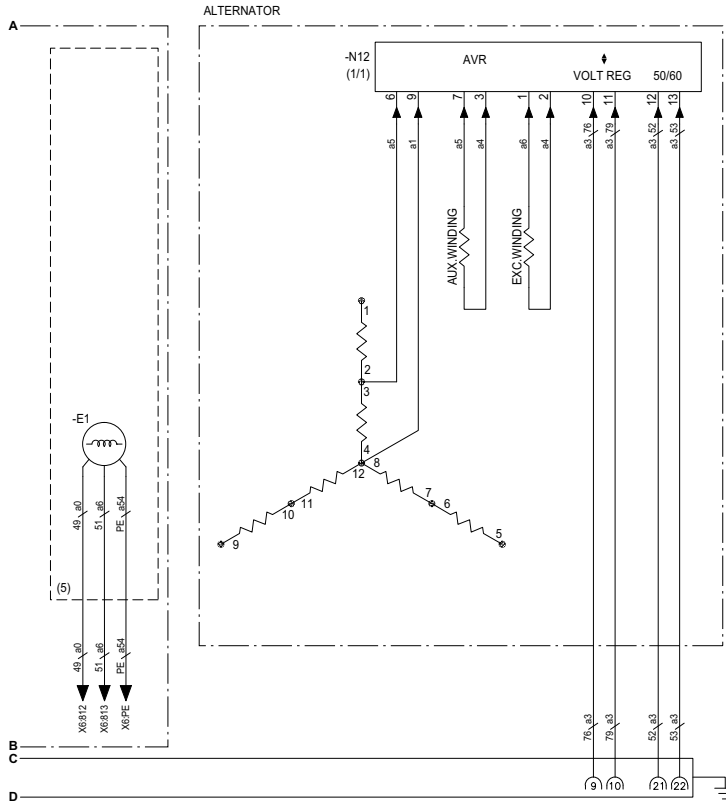 ALTERNATOR
A
-N12
AVR
(1/1)
VOLT REG
50/60
6
9
7
3
1
2
10
11
12
13
a5
a1
a5
a4
a6
a4
a3 76
a3 79
a3 52
a3 53
AUX.WINDING
EXC.WINDING
1
2
3
4
12
8
11
10
9
7
6
5
-E1
49 a0
51 a6
PE a54
(5)
49 a0
51 a6
PE a54
X6:812
X6:813
X6:PE
76 a3
79 a3
52 a3
53 a3
B
C
9
10
21
22
D